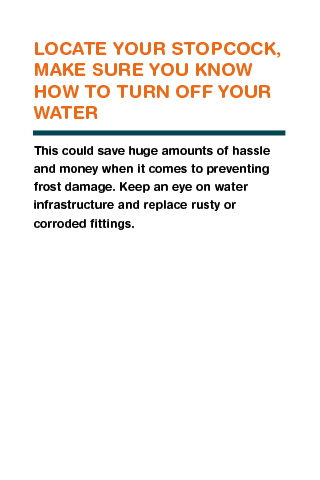 LOCATE YOUR STOPCOCK,
MAKE SURE YOU KNOW
HOW TO TURN OFF YOUR
WATER
This could save huge amounts of hassle
and money when it comes to preventing
frost damage. Keep an eye on water
infrastructure and replace rusty or
corroded fittings.